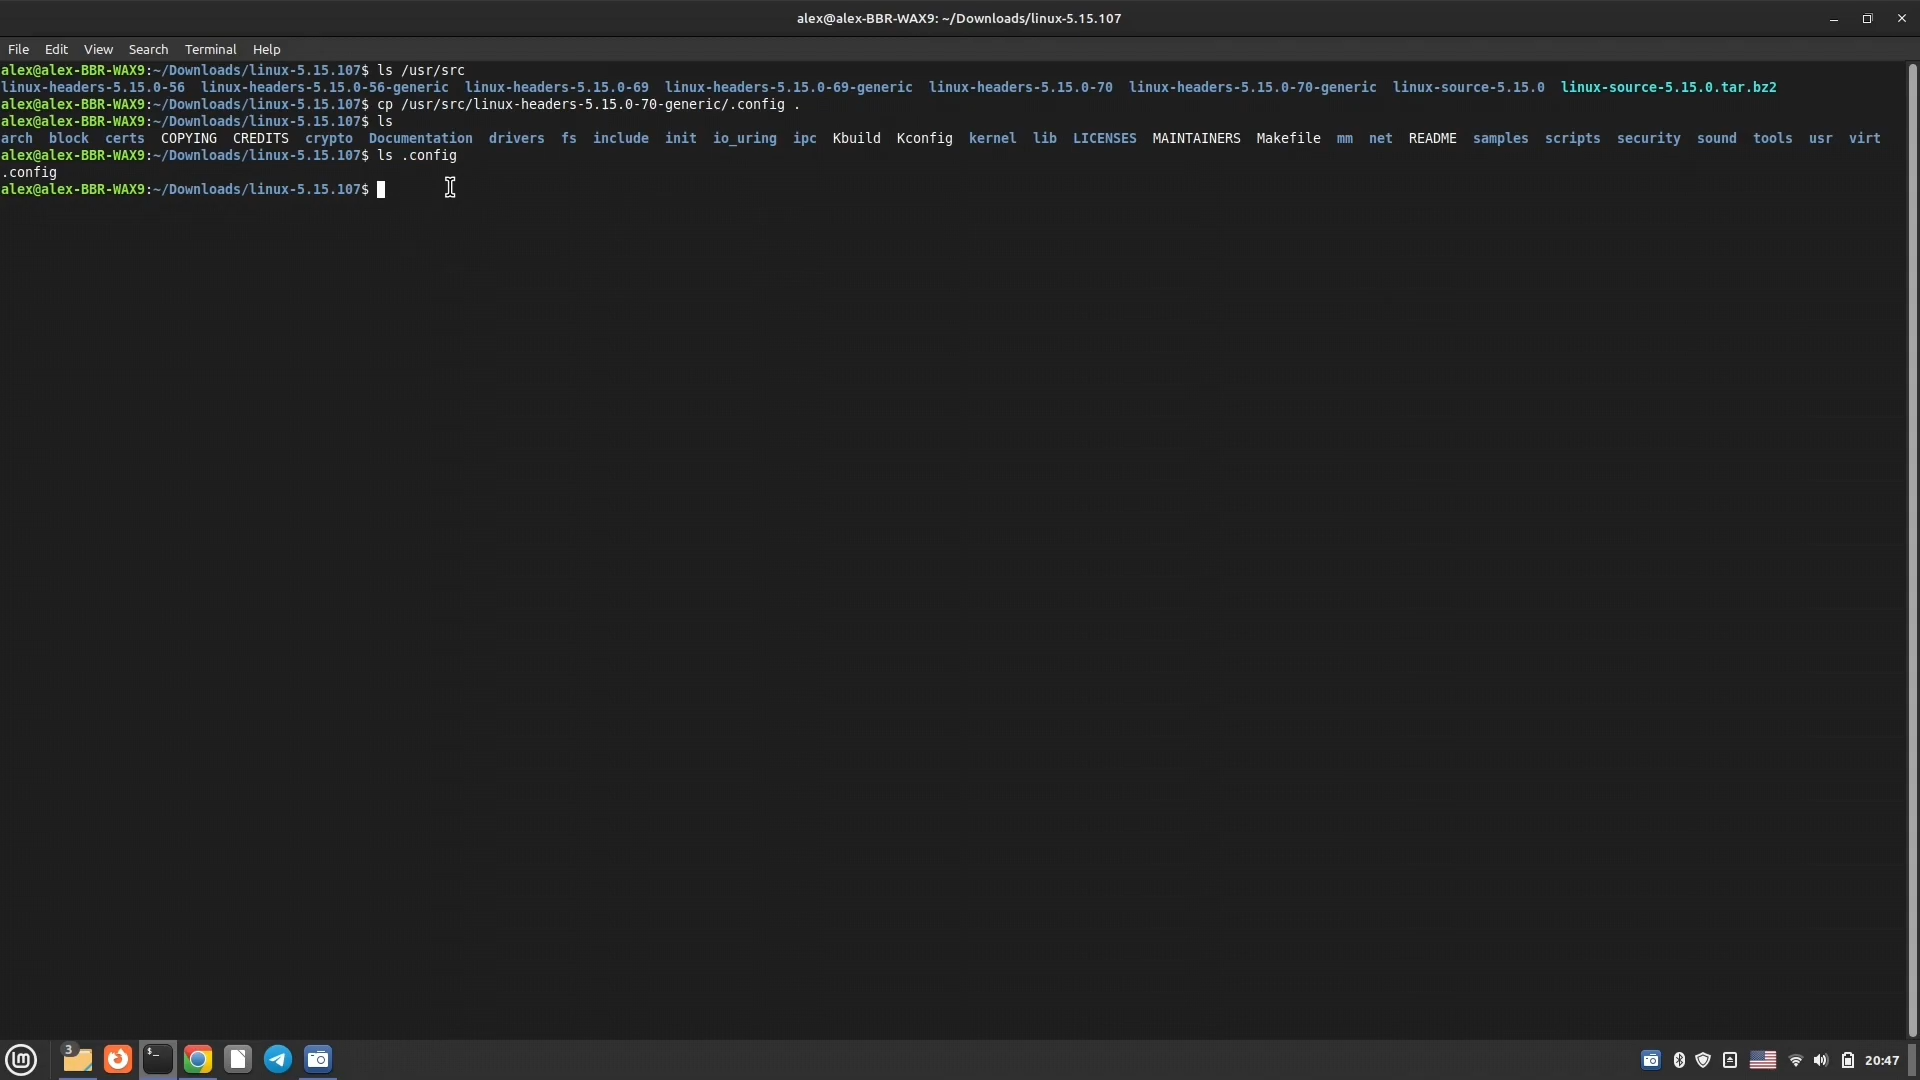 alex@alex-BBR-WAX9: ~/Downloads/linux-5.15.107
File Edit View Search Terminal Help
alex@alex-BBR-WAX9:~/Downloads/linux-5.15.107$ ls /usr/src
linux-headers-5.15.0-56 linux-headers-5.15.0-56-generic linux-headers-5.15.0-69 linux-headers-5.15.0-69-generic linux-headers-5.15.0-70 linux-headers-5.15.0-70-generic linux-source-5.15.0 linux-source-5.15.0.tar.bz2
alex@alex-BBR-WAX9:~/Downloads/linux-5.15.107$ cp /usr/src/linux-headers-5.15.0-70-generic/.config .
alex@alex-BBR-WAX9:~/Downloads/linux-5.15.107$ ls
arch block certs COPYING CREDITS crypto Documentation drivers fs include init io_uring ipc Kbuild Kconfig kernel lib LICENSES MAINTAINERS Makefile mm net README samples scripts security sound tools usr virt
alex@alex-BBR-WAX9:~/Downloads/linux-5.15.107$ ls .config
.config
alex@alex-BBR-WAX9:~/Downloads/linux-5.15.107$
3
20:47